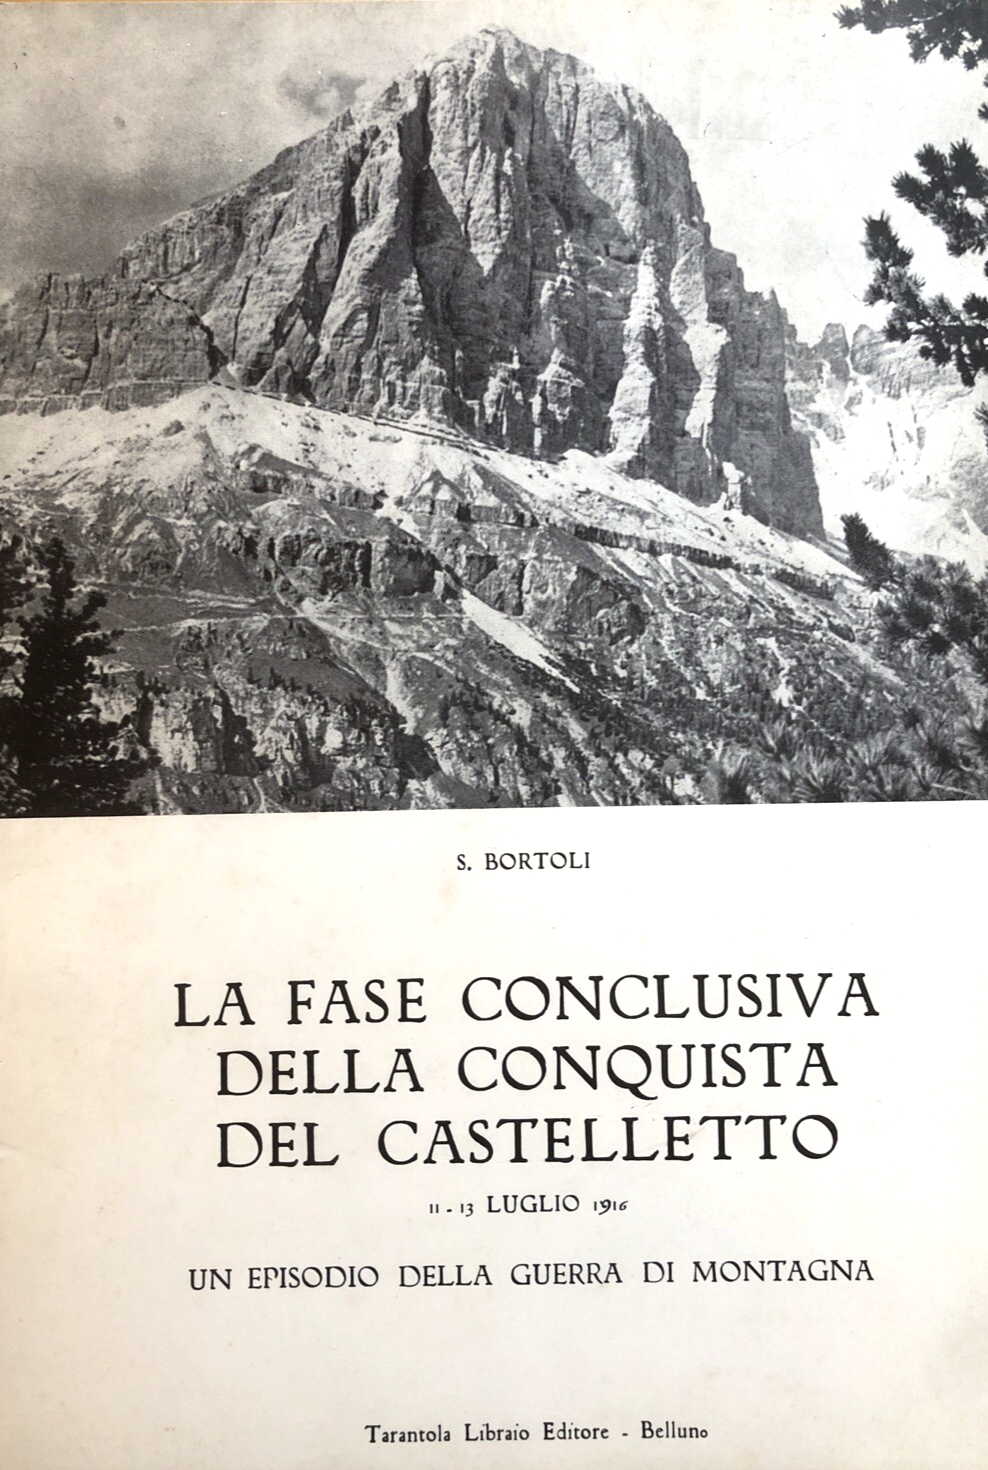 S. BORTOLI
LA FASE CONCLUSIVA
DELLA CONQUISTA
DEL CASTELLETTO
11 - 13 LUGLIO 1916
UN EPISODIO DELLA GUERRA DI MONTAGNA
Tarantola Libraio Editore - Belluno